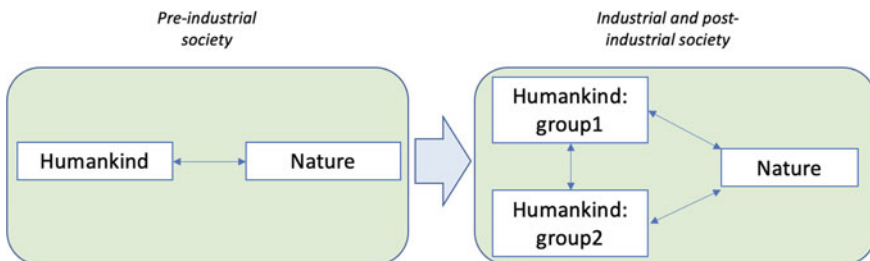 Pre-industrial
society
Industrial and post-
industrial society
Humankind
Nature
Humankind:
group1
Humankind:
group2
Nature